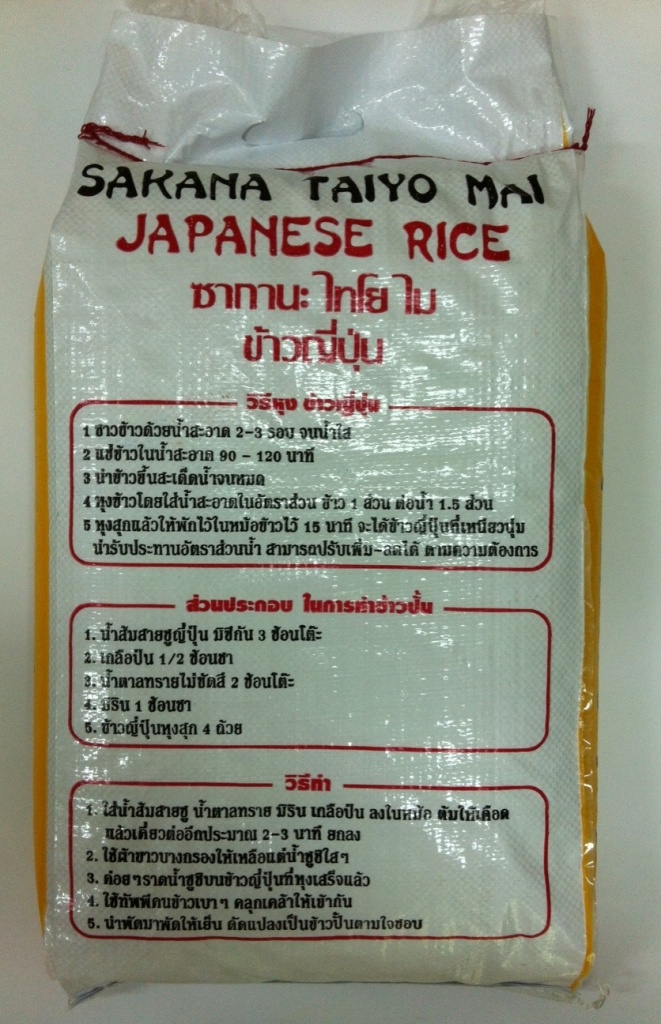 SAKANA TAIYO MAI
JAPANESE RICE
ซากานะ ไทโย ไม
ข้าวญี่ปุ่น
วิธีหุง ข้าวญี่ปุ่น
1 ซาวข้าวด้วยน้ำสะอาด 2-3 รอบ จนน้ำใส
2 แช่ข้าวในน้ำสะอาด 90 - 120 นาที
3 นำข้าวขึ้นสะเด็ดน้ำจนหมด
4 หุงข้าวโดยใส่น้ำสะอาดในอัตราส่วน ข้าว 1 ส่วน ต่อน้ำ 1.5 ส่วน
5 หุงสุกแล้วให้พักไว้ในหม้อข้าวไว้ 15 นาที จะได้ข้าวญี่ปุ่นที่เหนียวนุ่ม
น่ารับประทานอัตราส่วนน้ำ สามารถปรับเพิ่ม-ลดได้ ตามความต้องการ
ส่วนประกอบ ในการทำข้าวปั้น
1. น้ำส้มสายชูญี่ปุ่น มิซึกัน 3 ช้อนโต๊ะ
2. เกลือป่น 1/2 ช้อนชา
3. น้ำตาลทรายไม่ขัดสี 2 ช้อนโต๊ะ
4. มิริน 1 ช้อนชา
5. ข้าวญี่ปุ่นหุงสุก 4 ถ้วย
วิธีทำ
1. ใส่น้ำส้มสายชู น้ำตาลทราย มิริน เกลือป่น ลงในหม้อ ต้มให้เดือด
แล้วเคี่ยวต่ออีกประมาณ 2-3 นาที ยกลง
2. ใช้ผ้าขาวบางกรองให้เหลือแต่น้ำซูชิใสๆ
3. ค่อยๆราดน้ำซูชิบนข้าวญี่ปุ่นที่หุงเสร็จแล้ว
4. ใช้ทัพพีคนข้าวเบาๆ คลุกเคล้าให้เข้ากัน
5. นำพัดมาพัดให้เย็น ดัดแปลงเป็นข้าวปั้นตามใจชอบ